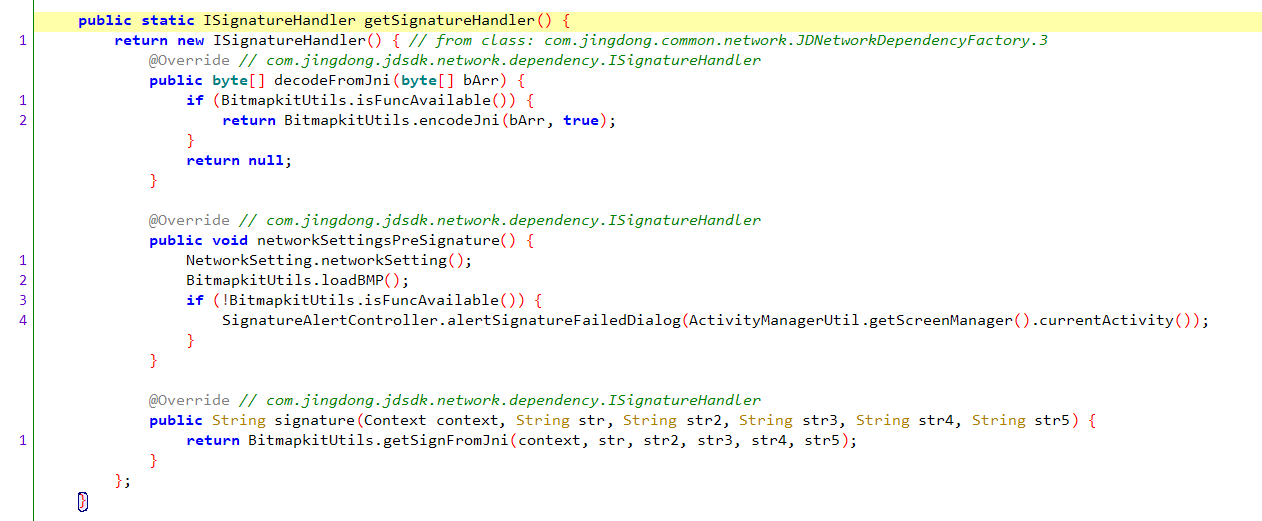 public static ISignatureHandler getSignatureHandler() {
1 return new ISignatureHandler() { // from class: com.jingdong.common.network.JDNetworkDependencyFactory.3
@Override // com.jingdong.jdsdk.network.dependency.ISignatureHandler
public byte[] decodeFromJni(byte[] bArr) {
1 if (BitmapkitUtils.isFuncAvailable()) {
2 return BitmapkitUtils.encodeJni(bArr, true);
}
return null;
}
@Override // com.jingdong.jdsdk.network.dependency.ISignatureHandler
public void networkSettingsPreSignature() {
1 NetworkSetting.networkSetting();
2 BitmapkitUtils.loadBMP();
3 if (!BitmapkitUtils.isFuncAvailable()) {
4 SignatureAlertController.alertSignatureFailedDialog(ActivityManagerUtil.getScreenManager().currentActivity());
}
}
@Override // com.jingdong.jdsdk.network.dependency.ISignatureHandler
public String signature(Context context, String str, String str2, String str3, String str4, String str5) {
1 return BitmapkitUtils.getSignFromJni(context, str, str2, str3, str4, str5);
}
};
}